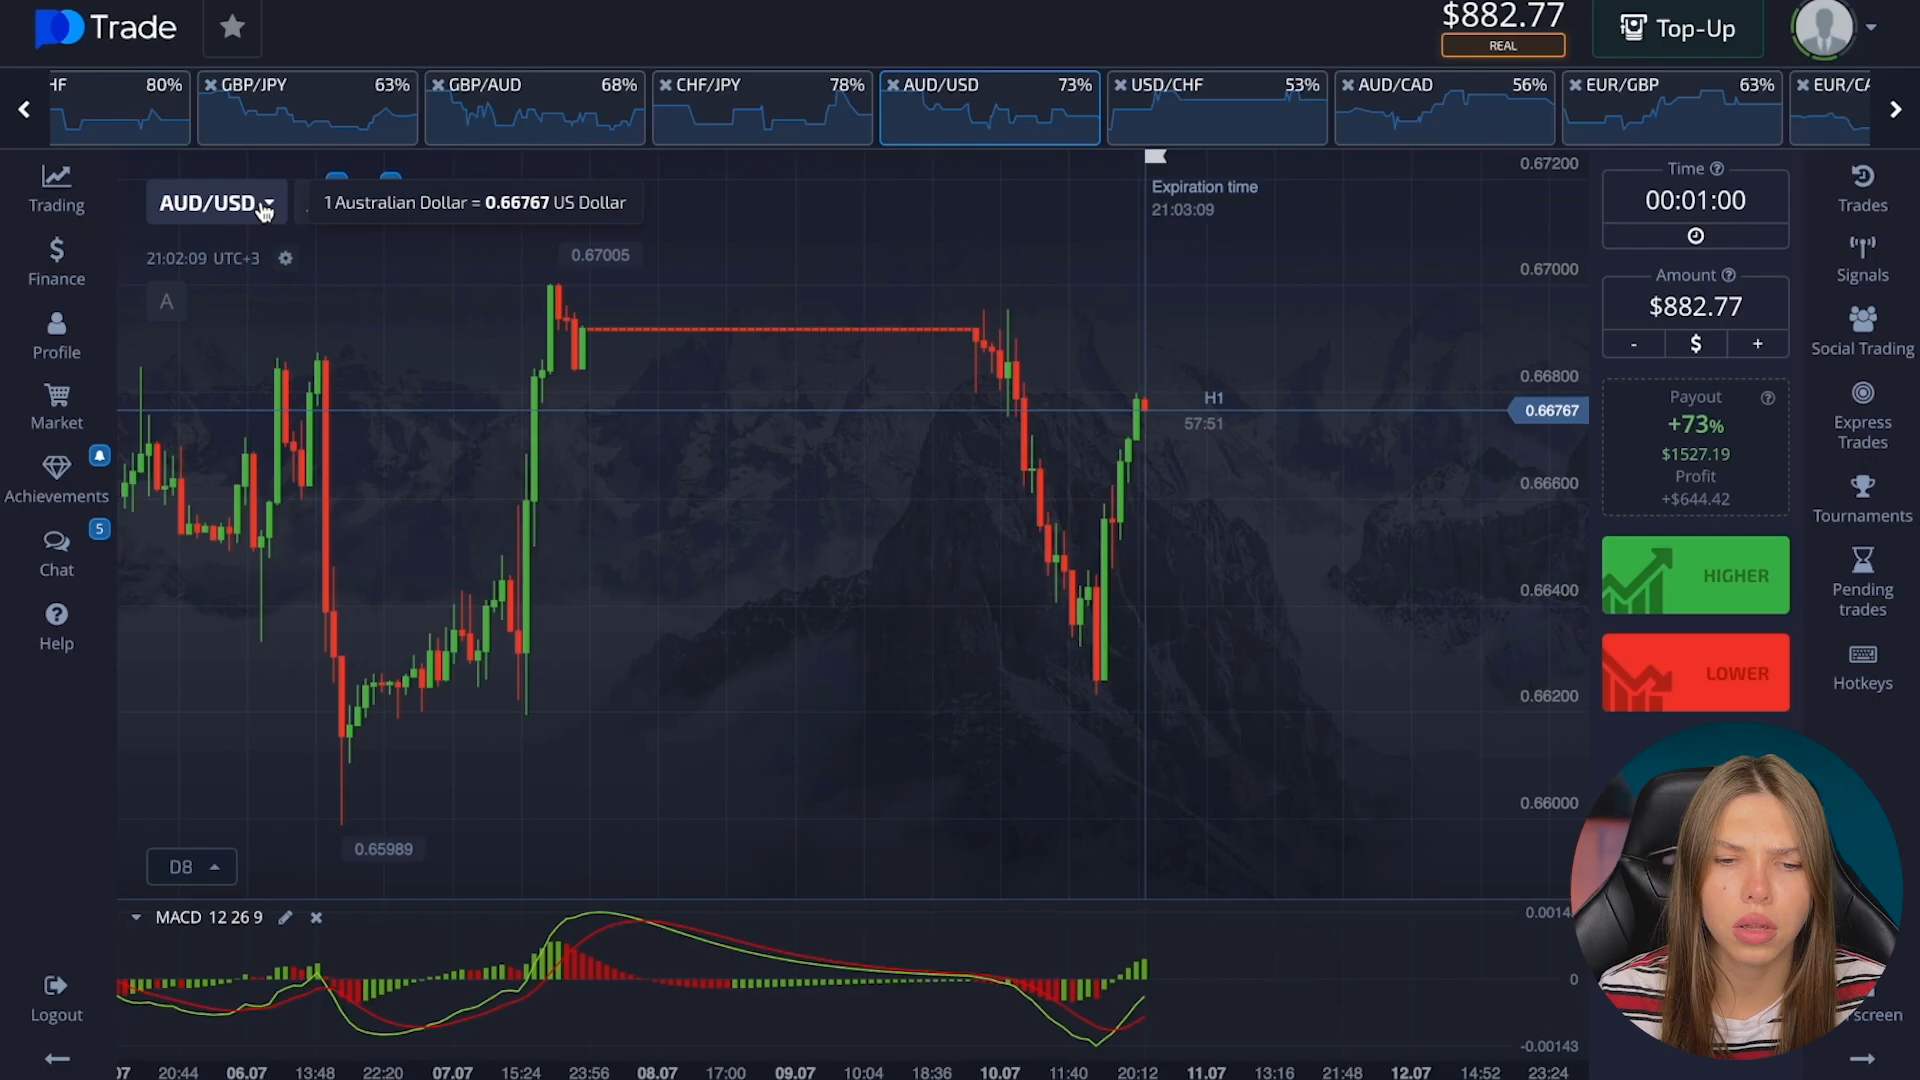 Trade
$882.77
REAL
Top-Up
HF 80%
GBP/JPY 63%
GBP/AUD 68%
CHF/JPY 78%
AUD/USD 73%
USD/CHF 53%
AUD/CAD 56%
EUR/GBP 63%
EUR/CA
Trading
Finance
Profile
Market
Achievements
5
Chat
Help
Logout
AUD/USD
1 Australian Dollar = 0.66767 US Dollar
21:02:09 UTC+3
A
0.67005
0.65989
D8
Expiration time
21:03:09
H1
57:51
0.67200
0.67000
0.66800
0.66767
0.66600
0.66400
0.66200
0.66000
MACD 12 26 9
0.0014
0
-0.00143
07 20:44 06.07 13:48 22:20 07.07 15:24 23:56 08.07 17:00 09.07 10:04 18:36 10.07 11:40 20:12 11.07 13:16 21:48 12.07 14:52 23:24
Time
00:01:00
Amount
$882.77
- $ +
Payout
+73%
$1527.19
Profit
+$644.42
HIGHER
LOWER
Trades
Signals
Social Trading
Express
Trades
Tournaments
Pending
trades
Hotkeys
screen